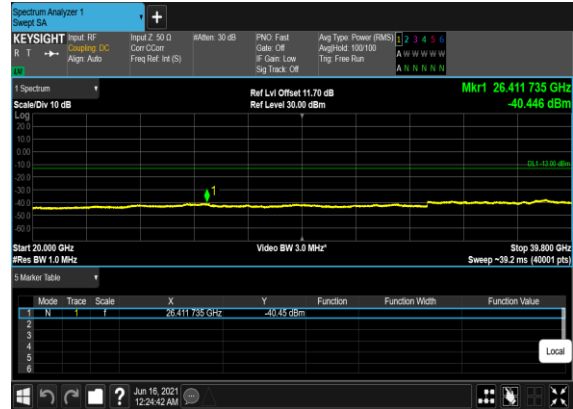 Spectrum Analyzer 1
Swept SA
+
KEYSIGHT Input: RF Input Z: 50 Ω #Atten: 30 dB PNO: Fast Avg Type: Power (RMS) 1 2 3 4 5 6
R T Coupling: DC Corr CCorr Gate: Off Avg|Hold: 100/100 A W W W W W
Align: Auto Freq Ref: Int (S) IF Gain: Low Trig: Free Run
Sig Track: Off A N N N N N
1 Spectrum Ref Lvl Offset 11.70 dB Mkr1 26.411 735 GHz
Scale/Div 10 dB Ref Level 30.00 dBm -40.446 dBm
Log
20.0
10.0
0.00
-10.0 DL1 -13.00 dBm
-20.0
-30.0
1
-40.0
-50.0
-60.0
Start 20.000 GHz Video BW 3.0 MHz* Stop 39.800 GHz
#Res BW 1.0 MHz Sweep ~39.2 ms (40001 pts)
5 Marker Table
Mode Trace Scale X Y Function Function Width Function Value
1 N 1 f 26.411 735 GHz -40.45 dBm
2
3
4
5
6
Local
? Jun 16, 2021
12:24:42 AM